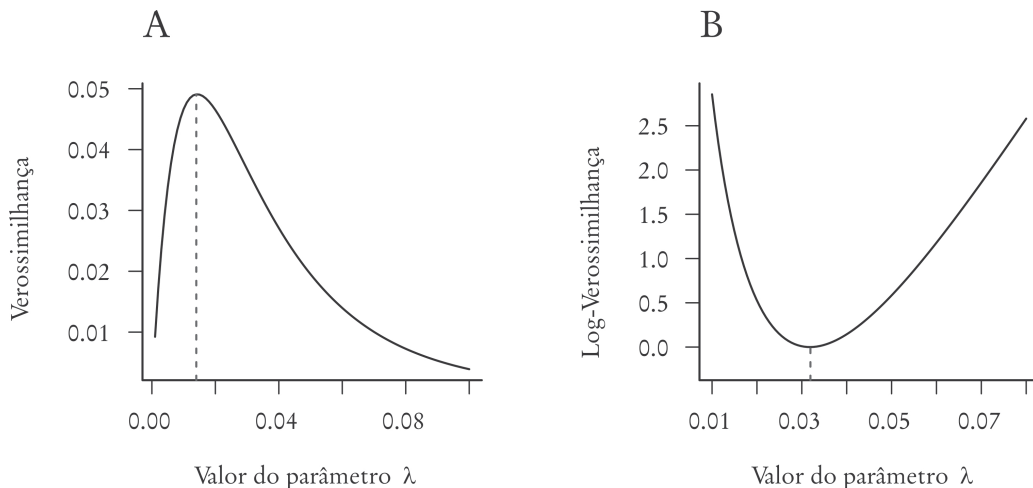 A
Verossimilhança
0.05
0.04
0.03
0.02
0.01
0.00 0.04 0.08
Valor do parâmetro λ
B
Log-Verossimilhança
2.5
2.0
1.5
1.0
0.5
0.0
0.01 0.03 0.05 0.07
Valor do parâmetro λ